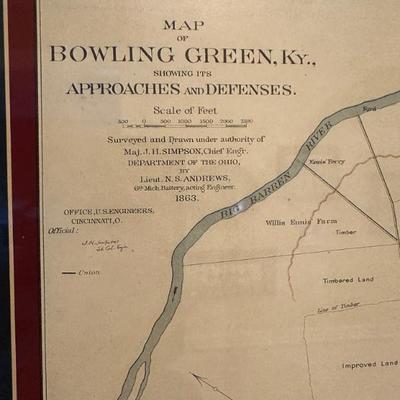 MAP
OF
BOWLING GREEN, KY.,
SHOWING ITS
APPROACHES AND DEFENSES.
Scale of Feet
500 0 500 1000 1500 2000 2500
Surveyed and Drawn under authority of
Maj. J. H. SIMPSON, Chief Engr.
DEPARTMENT OF THE OHIO,
BY
Lieut. N. S. ANDREWS,
6th Mich. Battery, acting Engineer.
1863.
OFFICE, U.S. ENGINEERS,
CINCINNATI, O.
Official:
J. H. Simpson
Union
BIG BARREN RIVER
Ford
Ennis' Ferry
Willis Ennis' Farm
Timber
Timbered Land
Line of Timber
Improved Land